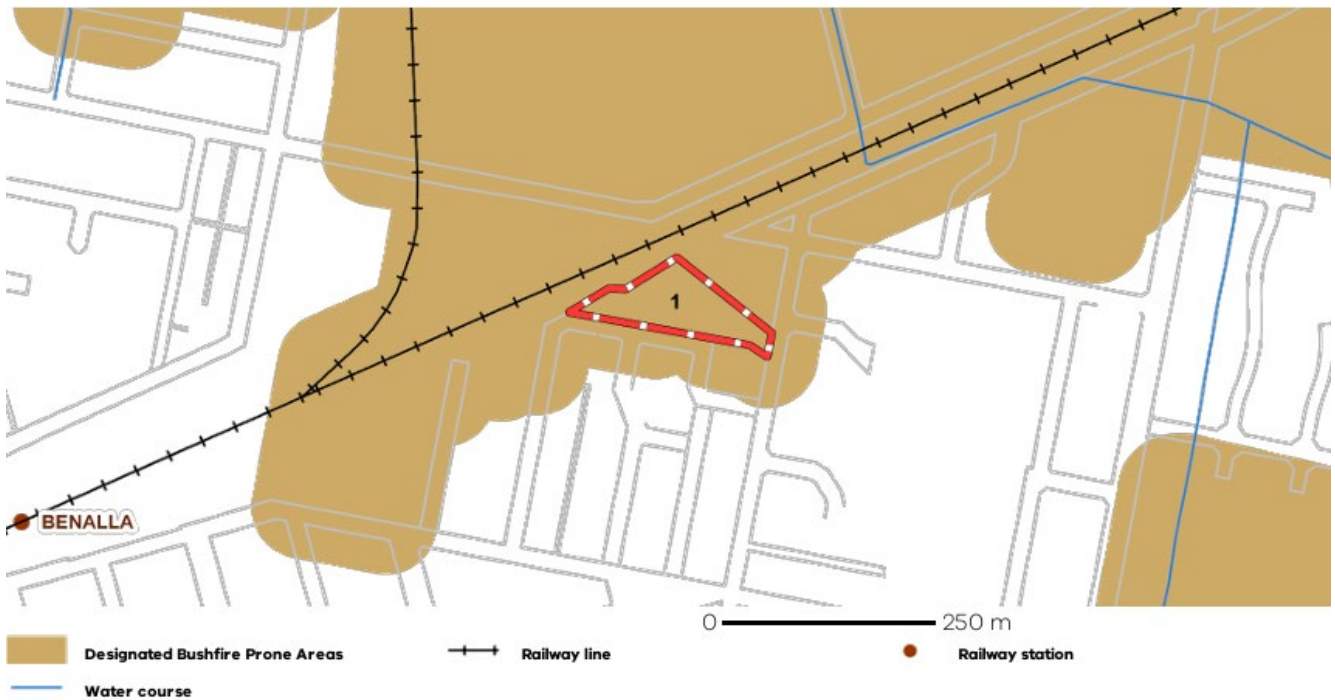 1
BENALLA
0 250 m
Designated Bushfire Prone Areas
Railway line
Railway station
Water course